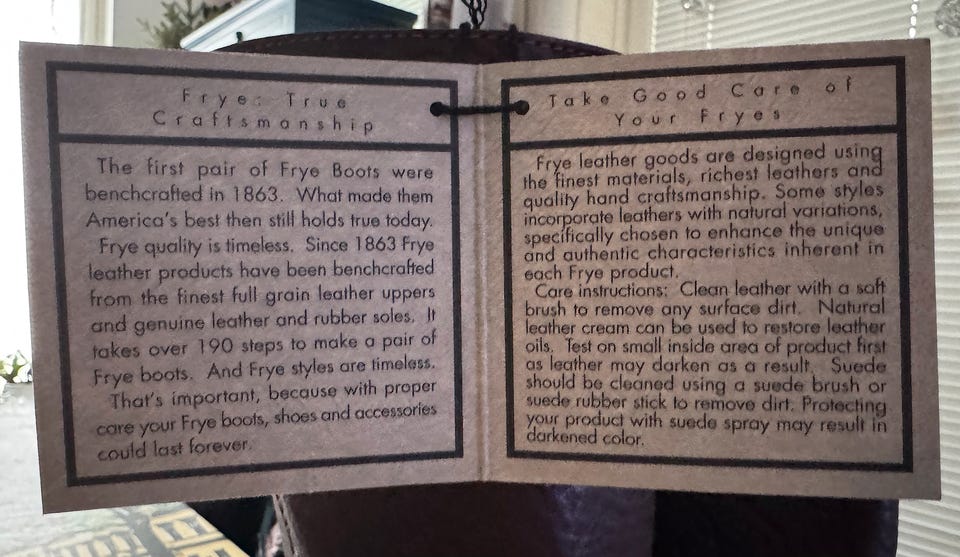 Frye: True
Craftsmanship
The first pair of Frye Boots were
benchcrafted in 1863. What made them
America's best then still holds true today.
Frye quality is timeless. Since 1863 Frye
leather products have been benchcrafted
from the finest full grain leather uppers
and genuine leather and rubber soles. It
takes over 190 steps to make a pair of
Frye boots. And Frye styles are timeless.
That's important, because with proper
care your Frye boots, shoes and accessories
could last forever.
Take Good Care of
Your Fryes
Frye leather goods are designed using
the finest materials, richest leathers and
quality hand craftsmanship. Some styles
incorporate leathers with natural variations,
specifically chosen to enhance the unique
and authentic characteristics inherent in
each Frye product.
Care instructions: Clean leather with a soft
brush to remove any surface dirt. Natural
leather cream can be used to restore leather
oils. Test on small inside area of product first
as leather may darken as a result. Suede
should be cleaned using a suede brush or
suede rubber stick to remove dirt. Protecting
your product with suede spray may result in
darkened color.